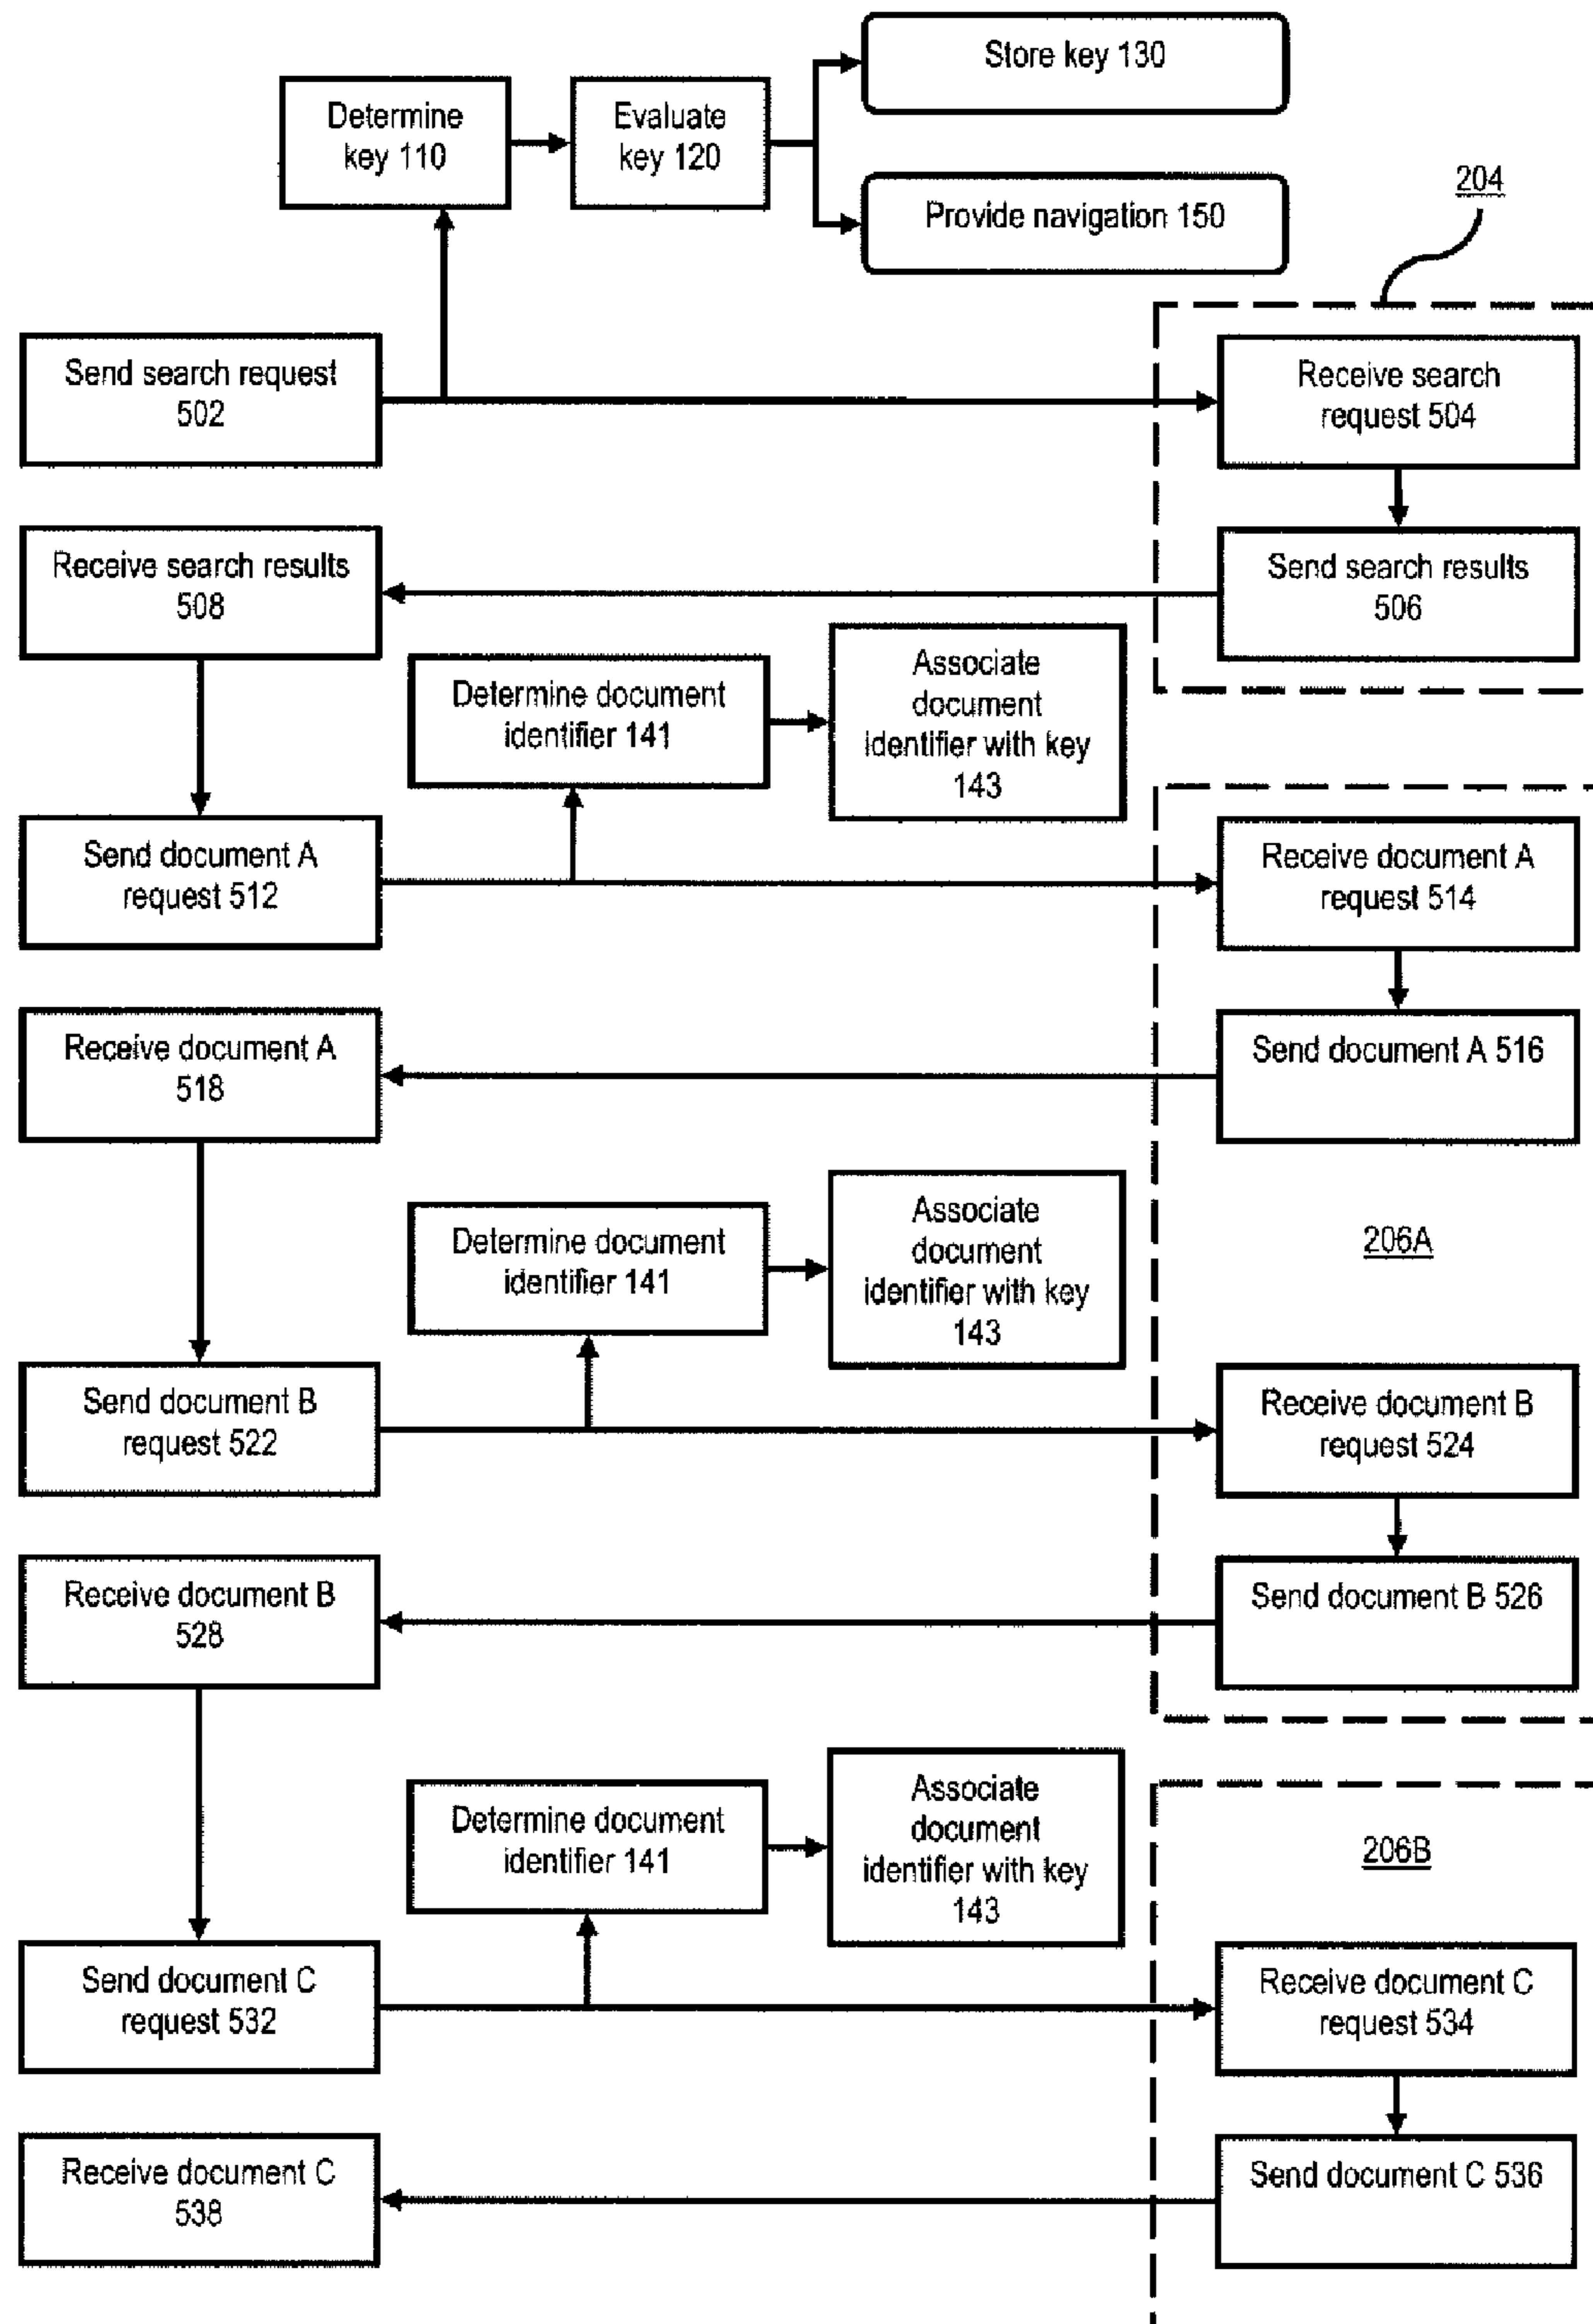 Store key 130
Determine
key 110
Evaluate
key 120
Provide navigation 150
204
Send search request
502
Receive search
request 504
Receive search results
508
Send search results
506
Determine document
identifier 141
Associate
document
identifier with key
143
Send document A
request 512
Receive document A
request 514
Receive document A
518
Send document A 516
Determine document
identifier 141
Associate
document
identifier with key
143
206A
Send document B
request 522
Receive document B
request 524
Receive document B
528
Send document B 526
Determine document
identifier 141
Associate
document
identifier with key
143
206B
Send document C
request 532
Receive document C
request 534
Receive document C
538
Send document C 536